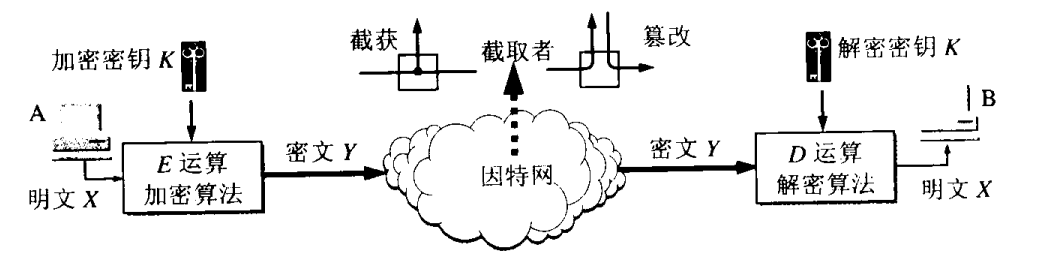 截获
截取者
篡改
加密密钥 K
解密密钥 K
A
B
E 运算
加密算法
密文 Y
因特网
密文 Y
D 运算
解密算法
明文 X
明文 X